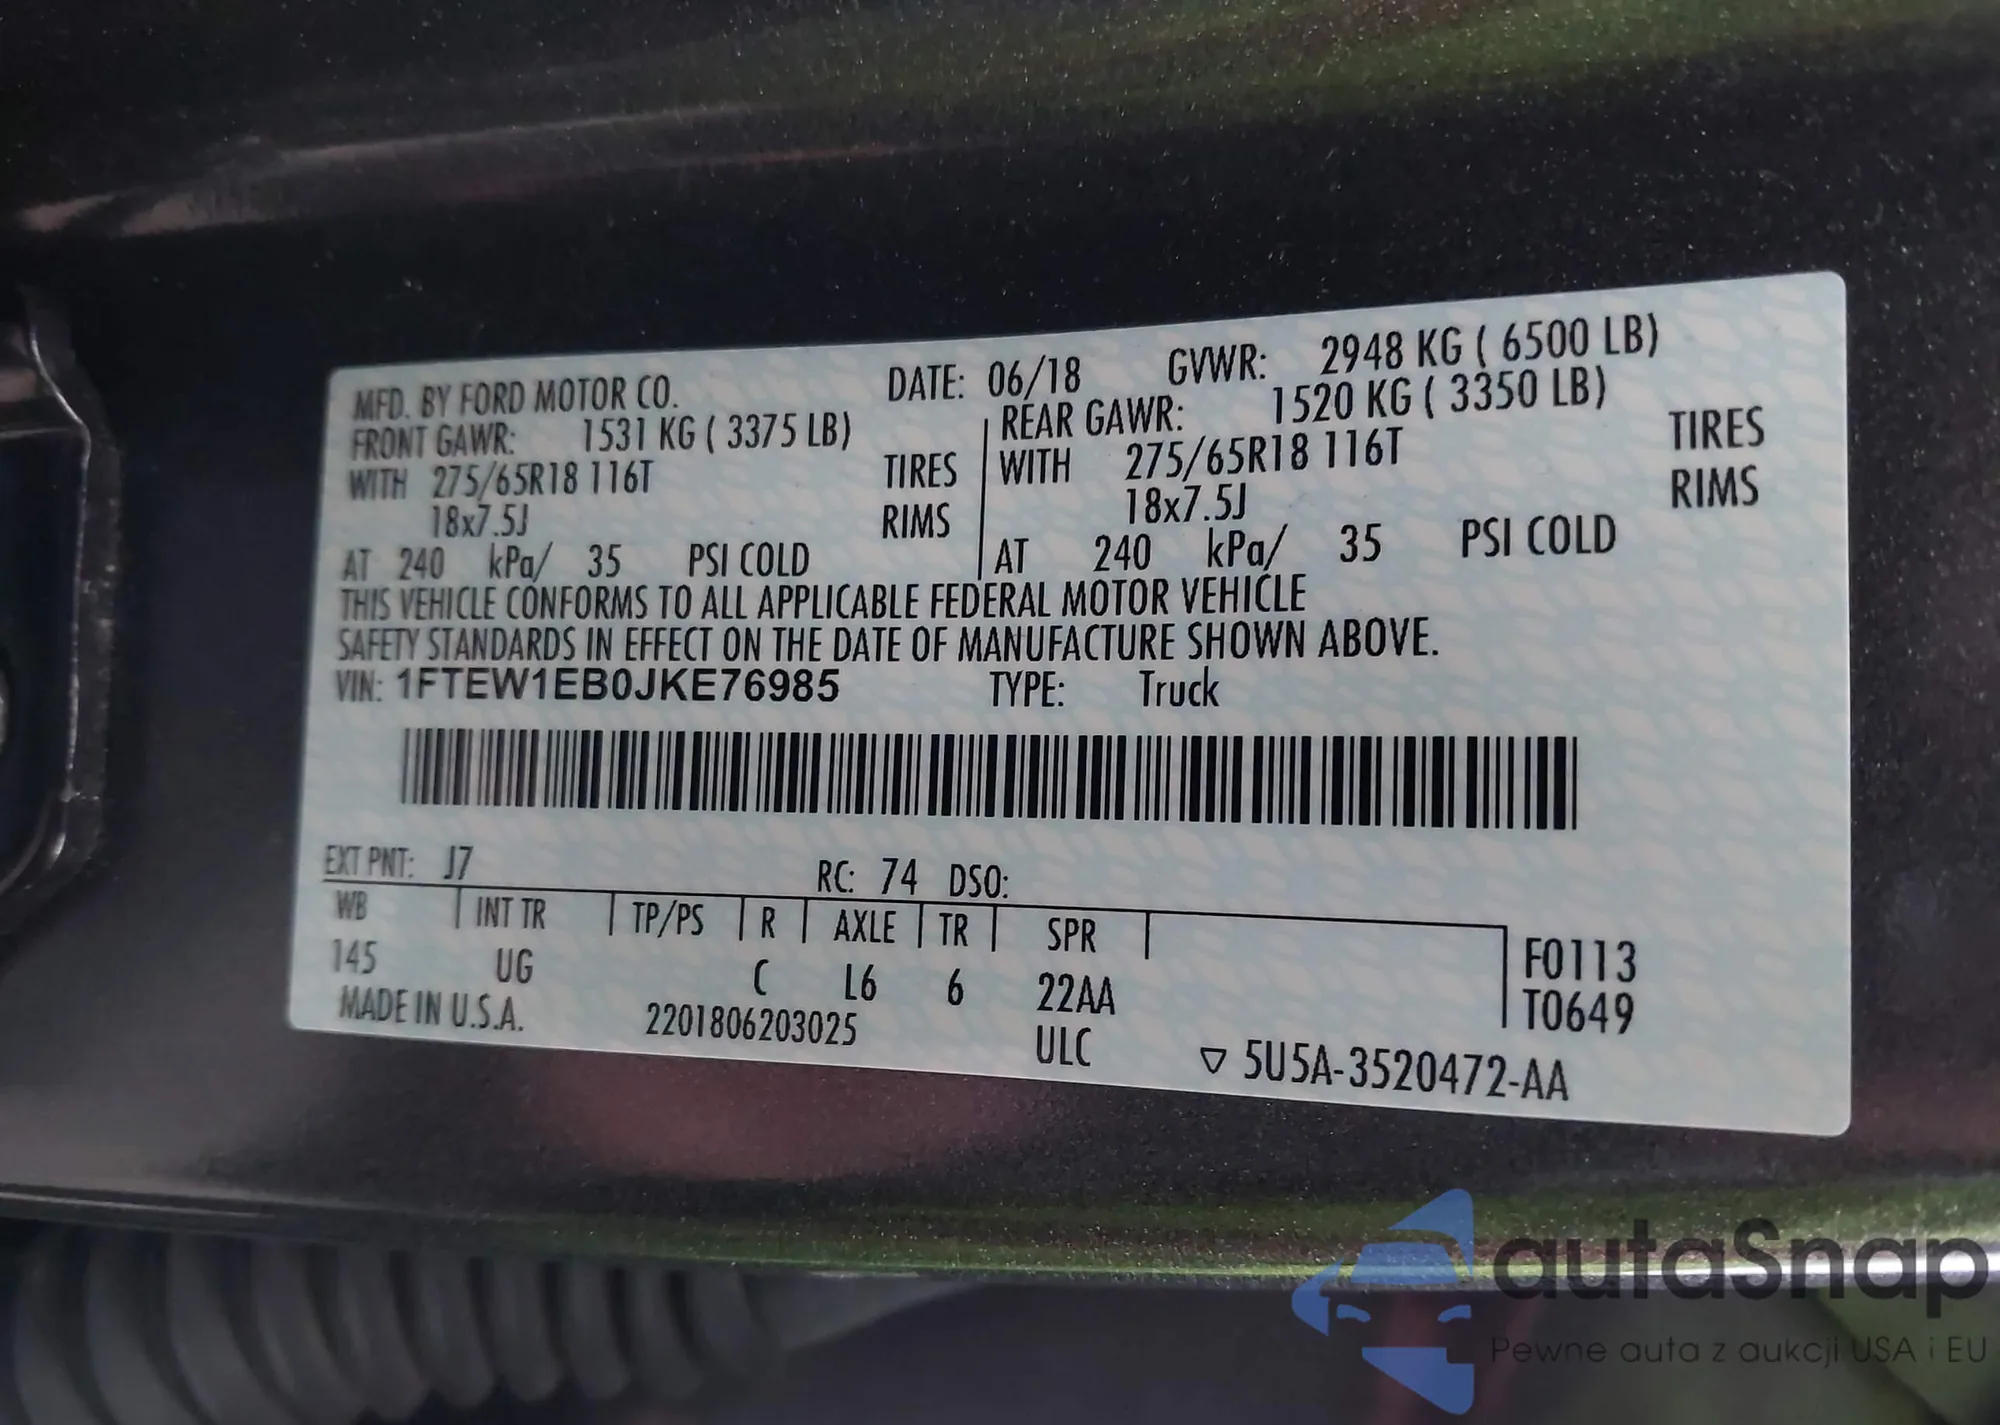 MFD. BY FORD MOTOR CO. DATE: 06/18 GVWR: 2948 KG ( 6500 LB)
FRONT GAWR: 1531 KG ( 3375 LB) REAR GAWR: 1520 KG ( 3350 LB)
WITH 275/65R18 116T TIRES WITH 275/65R18 116T TIRES
18x7.5J RIMS 18x7.5J RIMS
AT 240 kPa/ 35 PSI COLD AT 240 kPa/ 35 PSI COLD
THIS VEHICLE CONFORMS TO ALL APPLICABLE FEDERAL MOTOR VEHICLE
SAFETY STANDARDS IN EFFECT ON THE DATE OF MANUFACTURE SHOWN ABOVE.
VIN: 1FTEW1EB0JKE76985 TYPE: Truck
EXT PNT: J7 RC: 74 DSO:
WB INT TR TP/PS R AXLE TR SPR
145 UG C L6 6 22AA F0113
T0649
MADE IN U.S.A. 2201806203025 ULC ▽ 5U5A-3520472-AA
autaSnap
Pewne auta z aukcji USA i EU